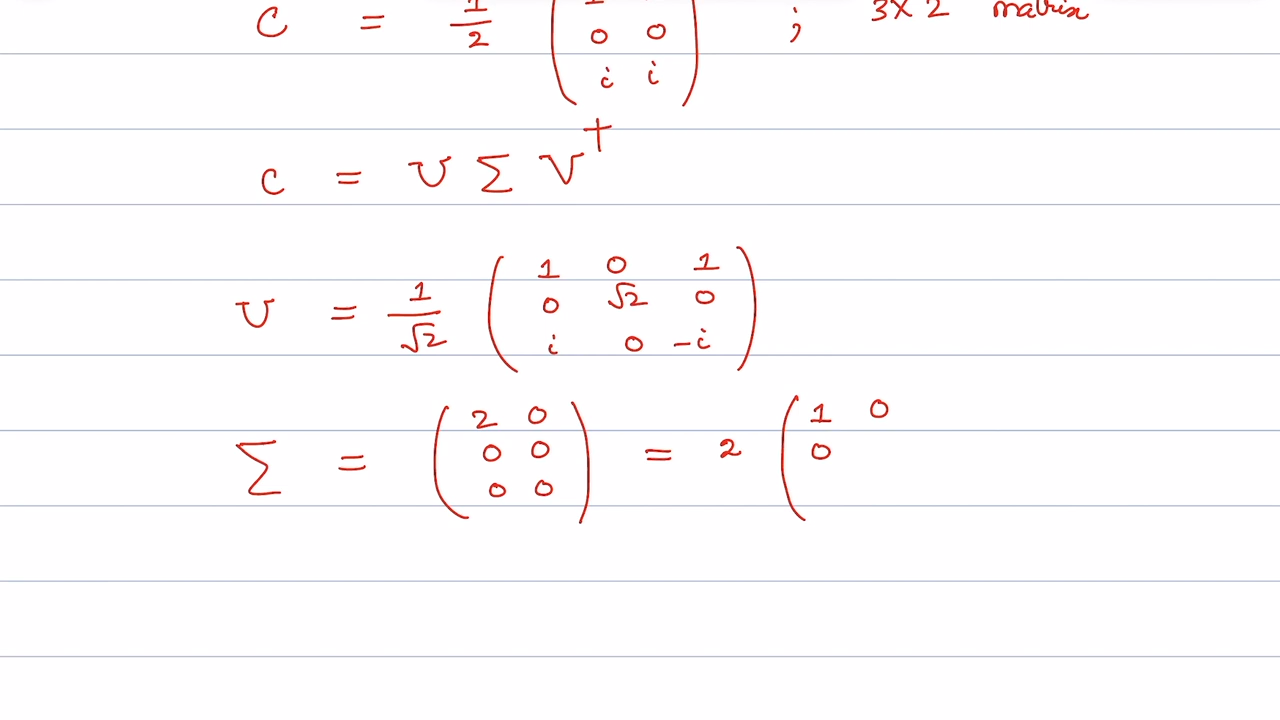 C = 1/2 ( 0 0 ; i i ) ; 3x2 matrix
C = U Σ V†
U = 1/√2 ( 1 0 1 ; 0 √2 0 ; i 0 -i )
Σ = ( 2 0 ; 0 0 ; 0 0 ) = 2 ( 1 0 ; 0